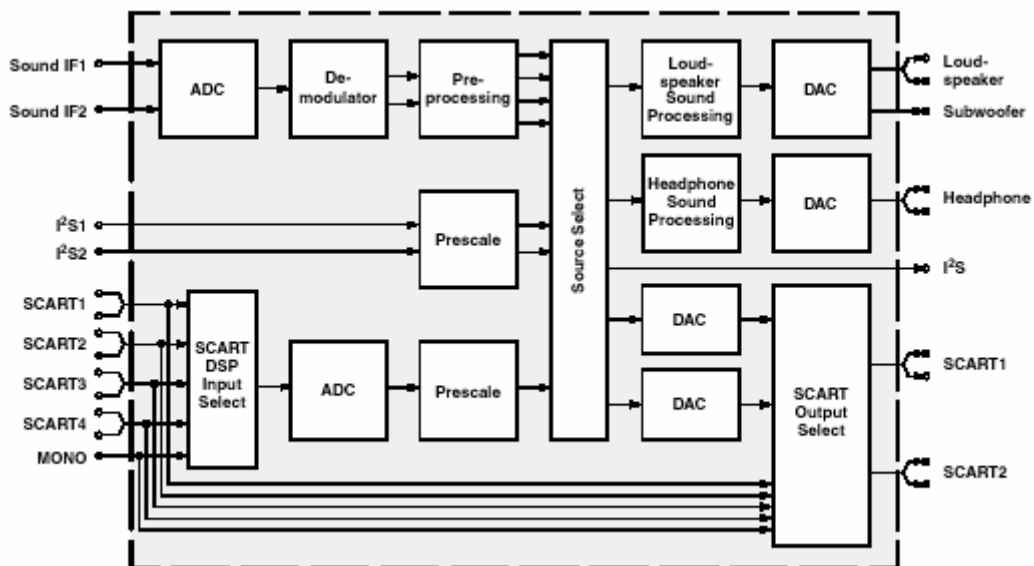 Sound IF1
Sound IF2
ADC
De-
modulator
Pre-
processing
Loud-
speaker
Sound
Processing
DAC
Loud-
speaker
Subwoofer
Headphone
Sound
Processing
DAC
Headphone
I²S1
I²S2
Prescale
Source Select
I²S
SCART1
SCART2
SCART3
SCART4
MONO
SCART
DSP
Input
Select
ADC
Prescale
DAC
DAC
SCART
Output
Select
SCART1
SCART2